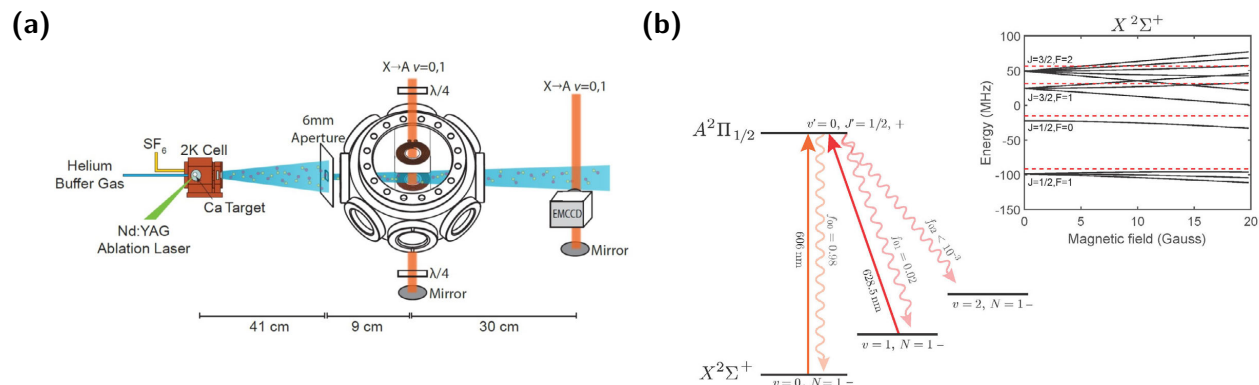 (a)
X→A v=0,1
λ/4
X→A v=0,1
6mm
Aperture
SF6
2K Cell
Helium
Buffer Gas
Ca Target
EMCCD
Nd:YAG
Ablation Laser
Mirror
λ/4
Mirror
41 cm
9 cm
30 cm
(b)
A²Π1/2
v'=0, J'=1/2, +
f00 = 0.98
f01 = 0.02
f02 < 10⁻³
606 nm
628.5 nm
v=2, N=1−
v=1, N=1−
X²Σ⁺
v=0, N=1−
X²Σ⁺
100
50
0
-50
-100
-150
Energy (MHz)
J=3/2,F=2
J=3/2,F=1
J=1/2,F=0
J=1/2,F=1
0
5
10
15
20
Magnetic field (Gauss)